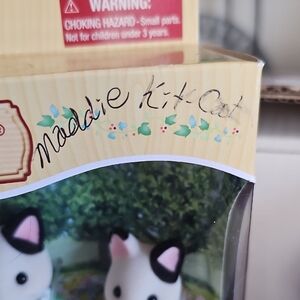 WARNING:
CHOKING HAZARD - Small parts.
Not for children under 3 years.
Maddie Kit-Cat